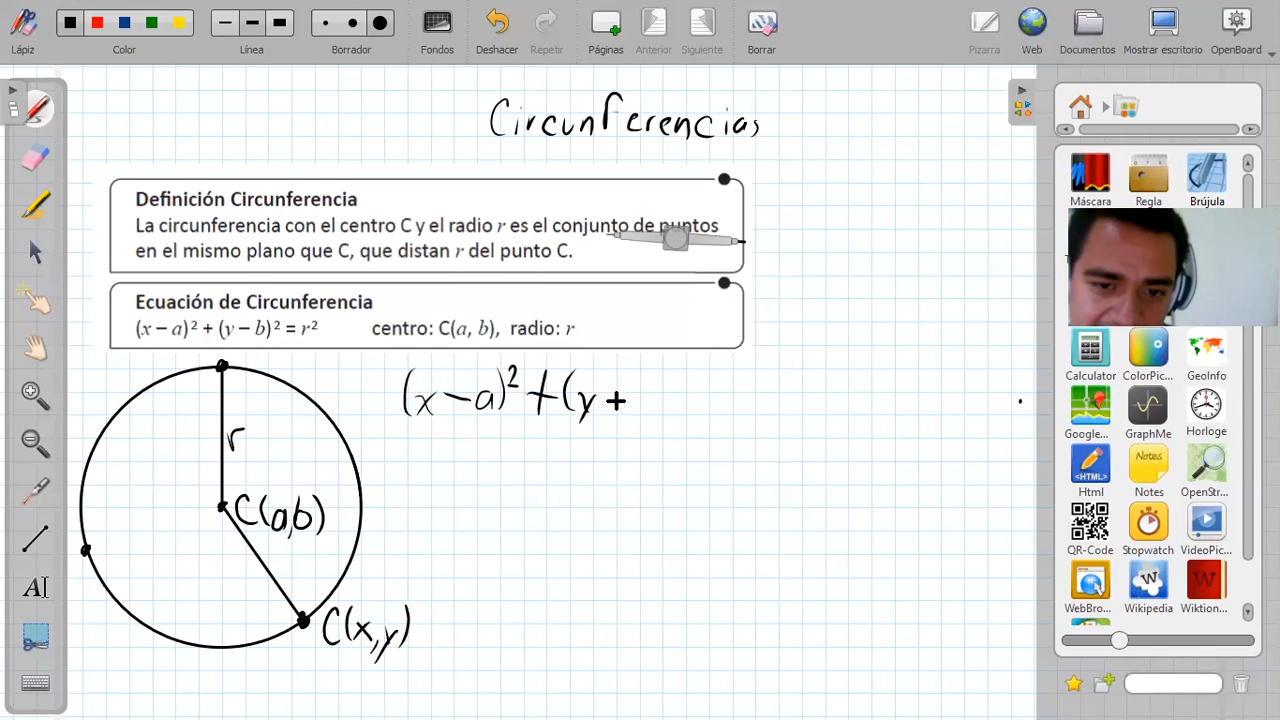 Lápiz
Color
Línea
Borrador
Fondos
Deshacer
Repetir
Páginas
Anterior
Siguiente
Borrar
Pizarra
Web
Documentos
Mostrar escritorio
OpenBoard
Circunferencias
Definición Circunferencia
La circunferencia con el centro C y el radio r es el conjunto de puntos
en el mismo plano que C, que distan r del punto C.
Ecuación de Circunferencia
(x – a)² + (y – b)² = r² centro: C(a, b), radio: r
(x – a)² + (y
r
C(a,b)
C(x,y)
Máscara
Regla
Brújula
Calculator
ColorPic...
GeoInfo
Google...
GraphMe
Horloge
<HTML>
Notes
Html
Notes
OpenStr...
QR-Code
Stopwatch
VideoPic...
W
W
WebBro...
Wikipedia
Wiktion...